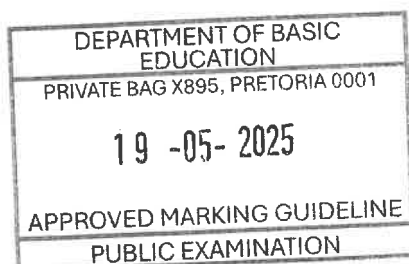 DEPARTMENT OF BASIC
EDUCATION
PRIVATE BAG X895, PRETORIA 0001
19 -05- 2025
APPROVED MARKING GUIDELINE
PUBLIC EXAMINATION